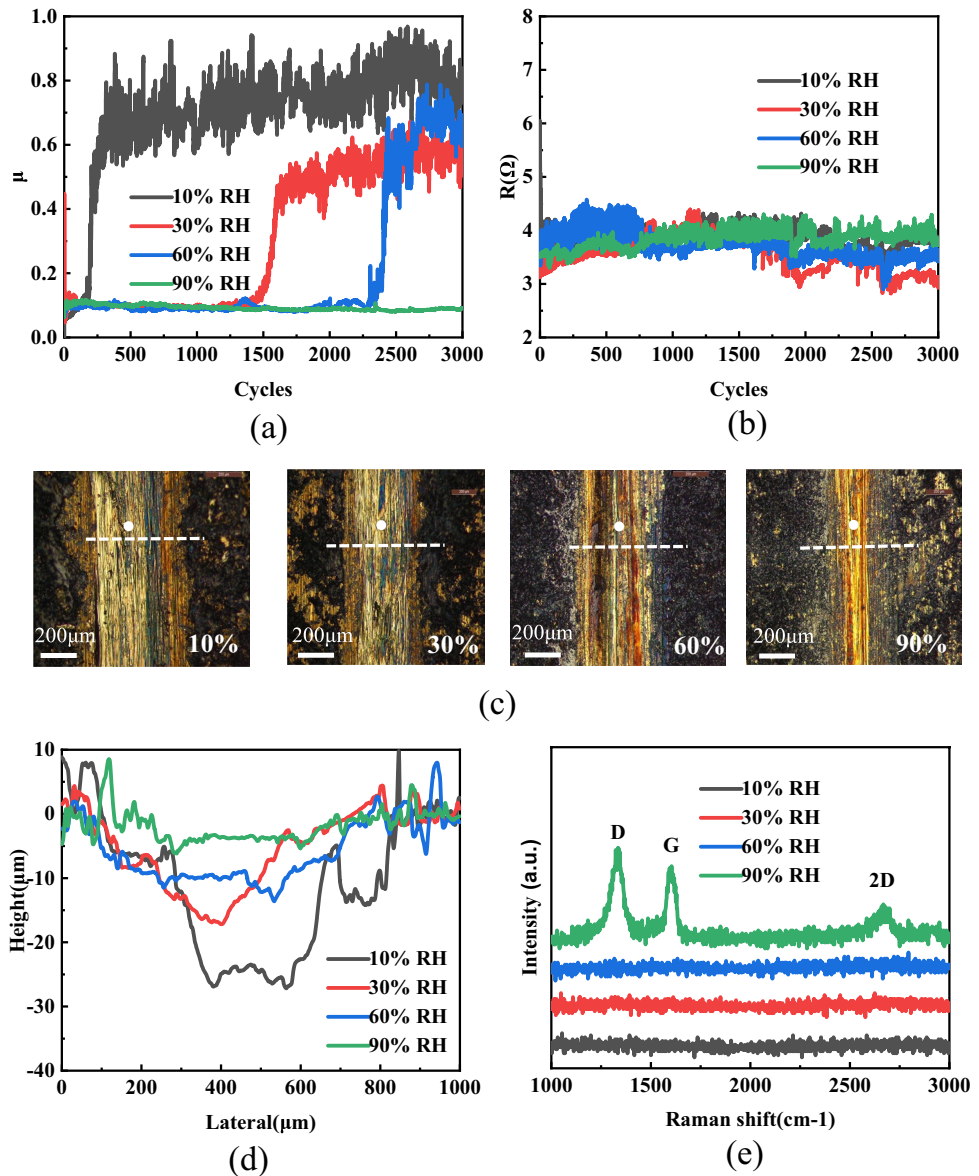 μ
1.0
0.8
0.6
0.4
0.2
0.0
0 500 1000 1500 2000 2500 3000
Cycles
10% RH
30% RH
60% RH
90% RH
(a)
R(Ω)
8
7
6
5
4
3
2
0 500 1000 1500 2000 2500 3000
Cycles
10% RH
30% RH
60% RH
90% RH
(b)
200μm
10%
200μm
30%
200μm
60%
200μm
90%
(c)
Height(μm)
10
0
-10
-20
-30
-40
0 200 400 600 800 1000
Lateral(μm)
10% RH
30% RH
60% RH
90% RH
(d)
Intensity (a.u.)
D
G
2D
10% RH
30% RH
60% RH
90% RH
1000 1500 2000 2500 3000
Raman shift(cm-1)
(e)